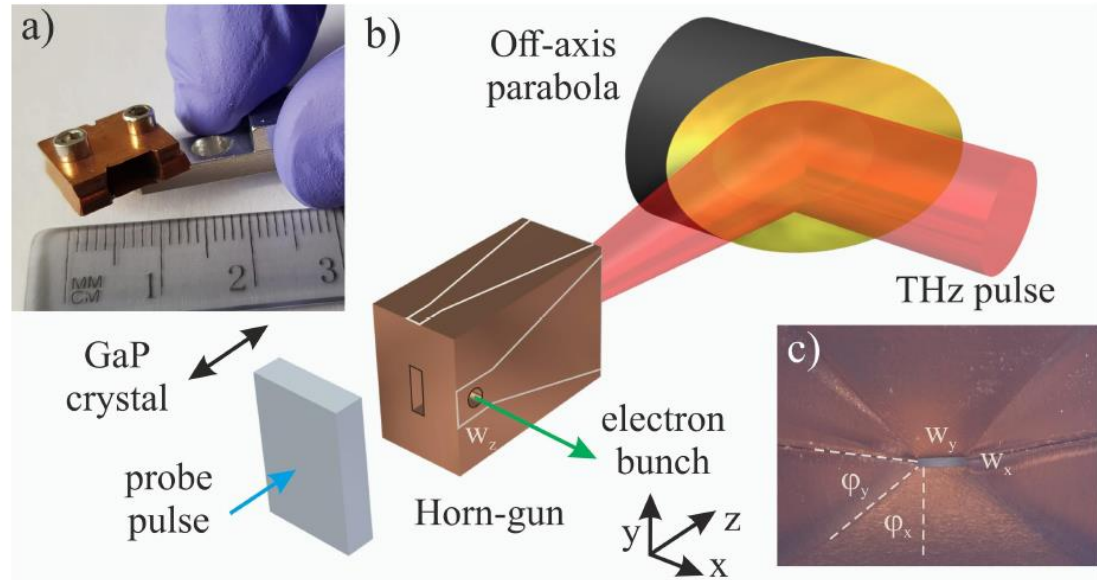 a)
MM
CM
1
2
3
b)
Off-axis
parabola
THz pulse
GaP
crystal
probe
pulse
w_z
Horn-gun
electron
bunch
y
z
x
c)
w_y
w_x
φ_y
φ_x